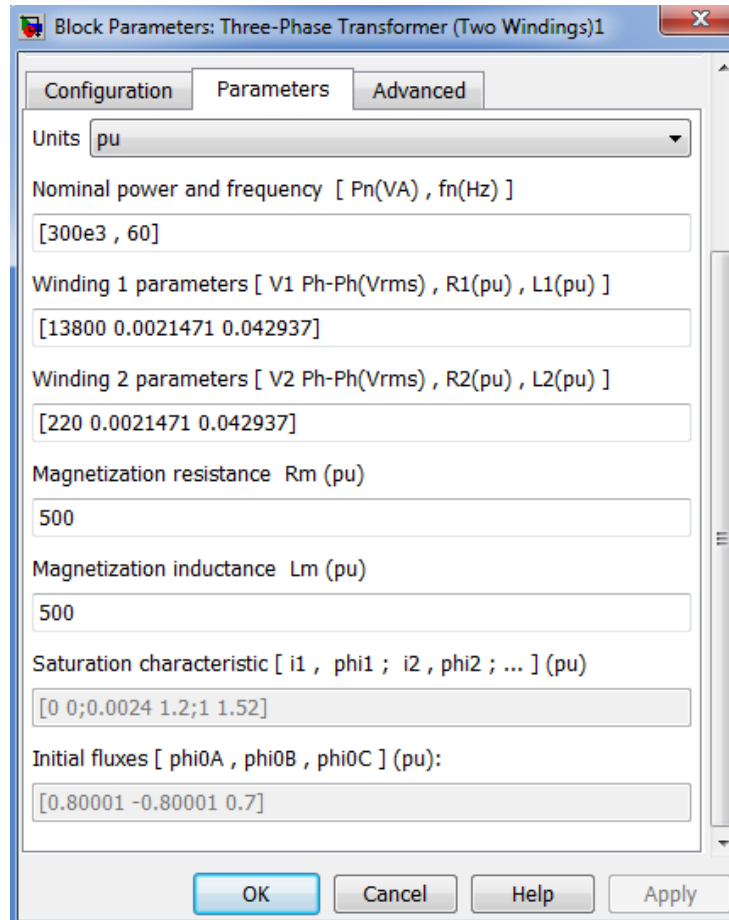 Block Parameters: Three-Phase Transformer (Two Windings)1
x
Configuration Parameters Advanced
Units pu
Nominal power and frequency [ Pn(VA) , fn(Hz) ]
[300e3 , 60]
Winding 1 parameters [ V1 Ph-Ph(Vrms) , R1(pu) , L1(pu) ]
[13800 0.0021471 0.042937]
Winding 2 parameters [ V2 Ph-Ph(Vrms) , R2(pu) , L2(pu) ]
[220 0.0021471 0.042937]
Magnetization resistance Rm (pu)
500
Magnetization inductance Lm (pu)
500
Saturation characteristic [ i1 , phi1 ; i2 , phi2 ; ... ] (pu)
[0 0;0.0024 1.2;1 1.52]
Initial fluxes [ phi0A , phi0B , phi0C ] (pu):
[0.80001 -0.80001 0.7]
OK Cancel Help Apply